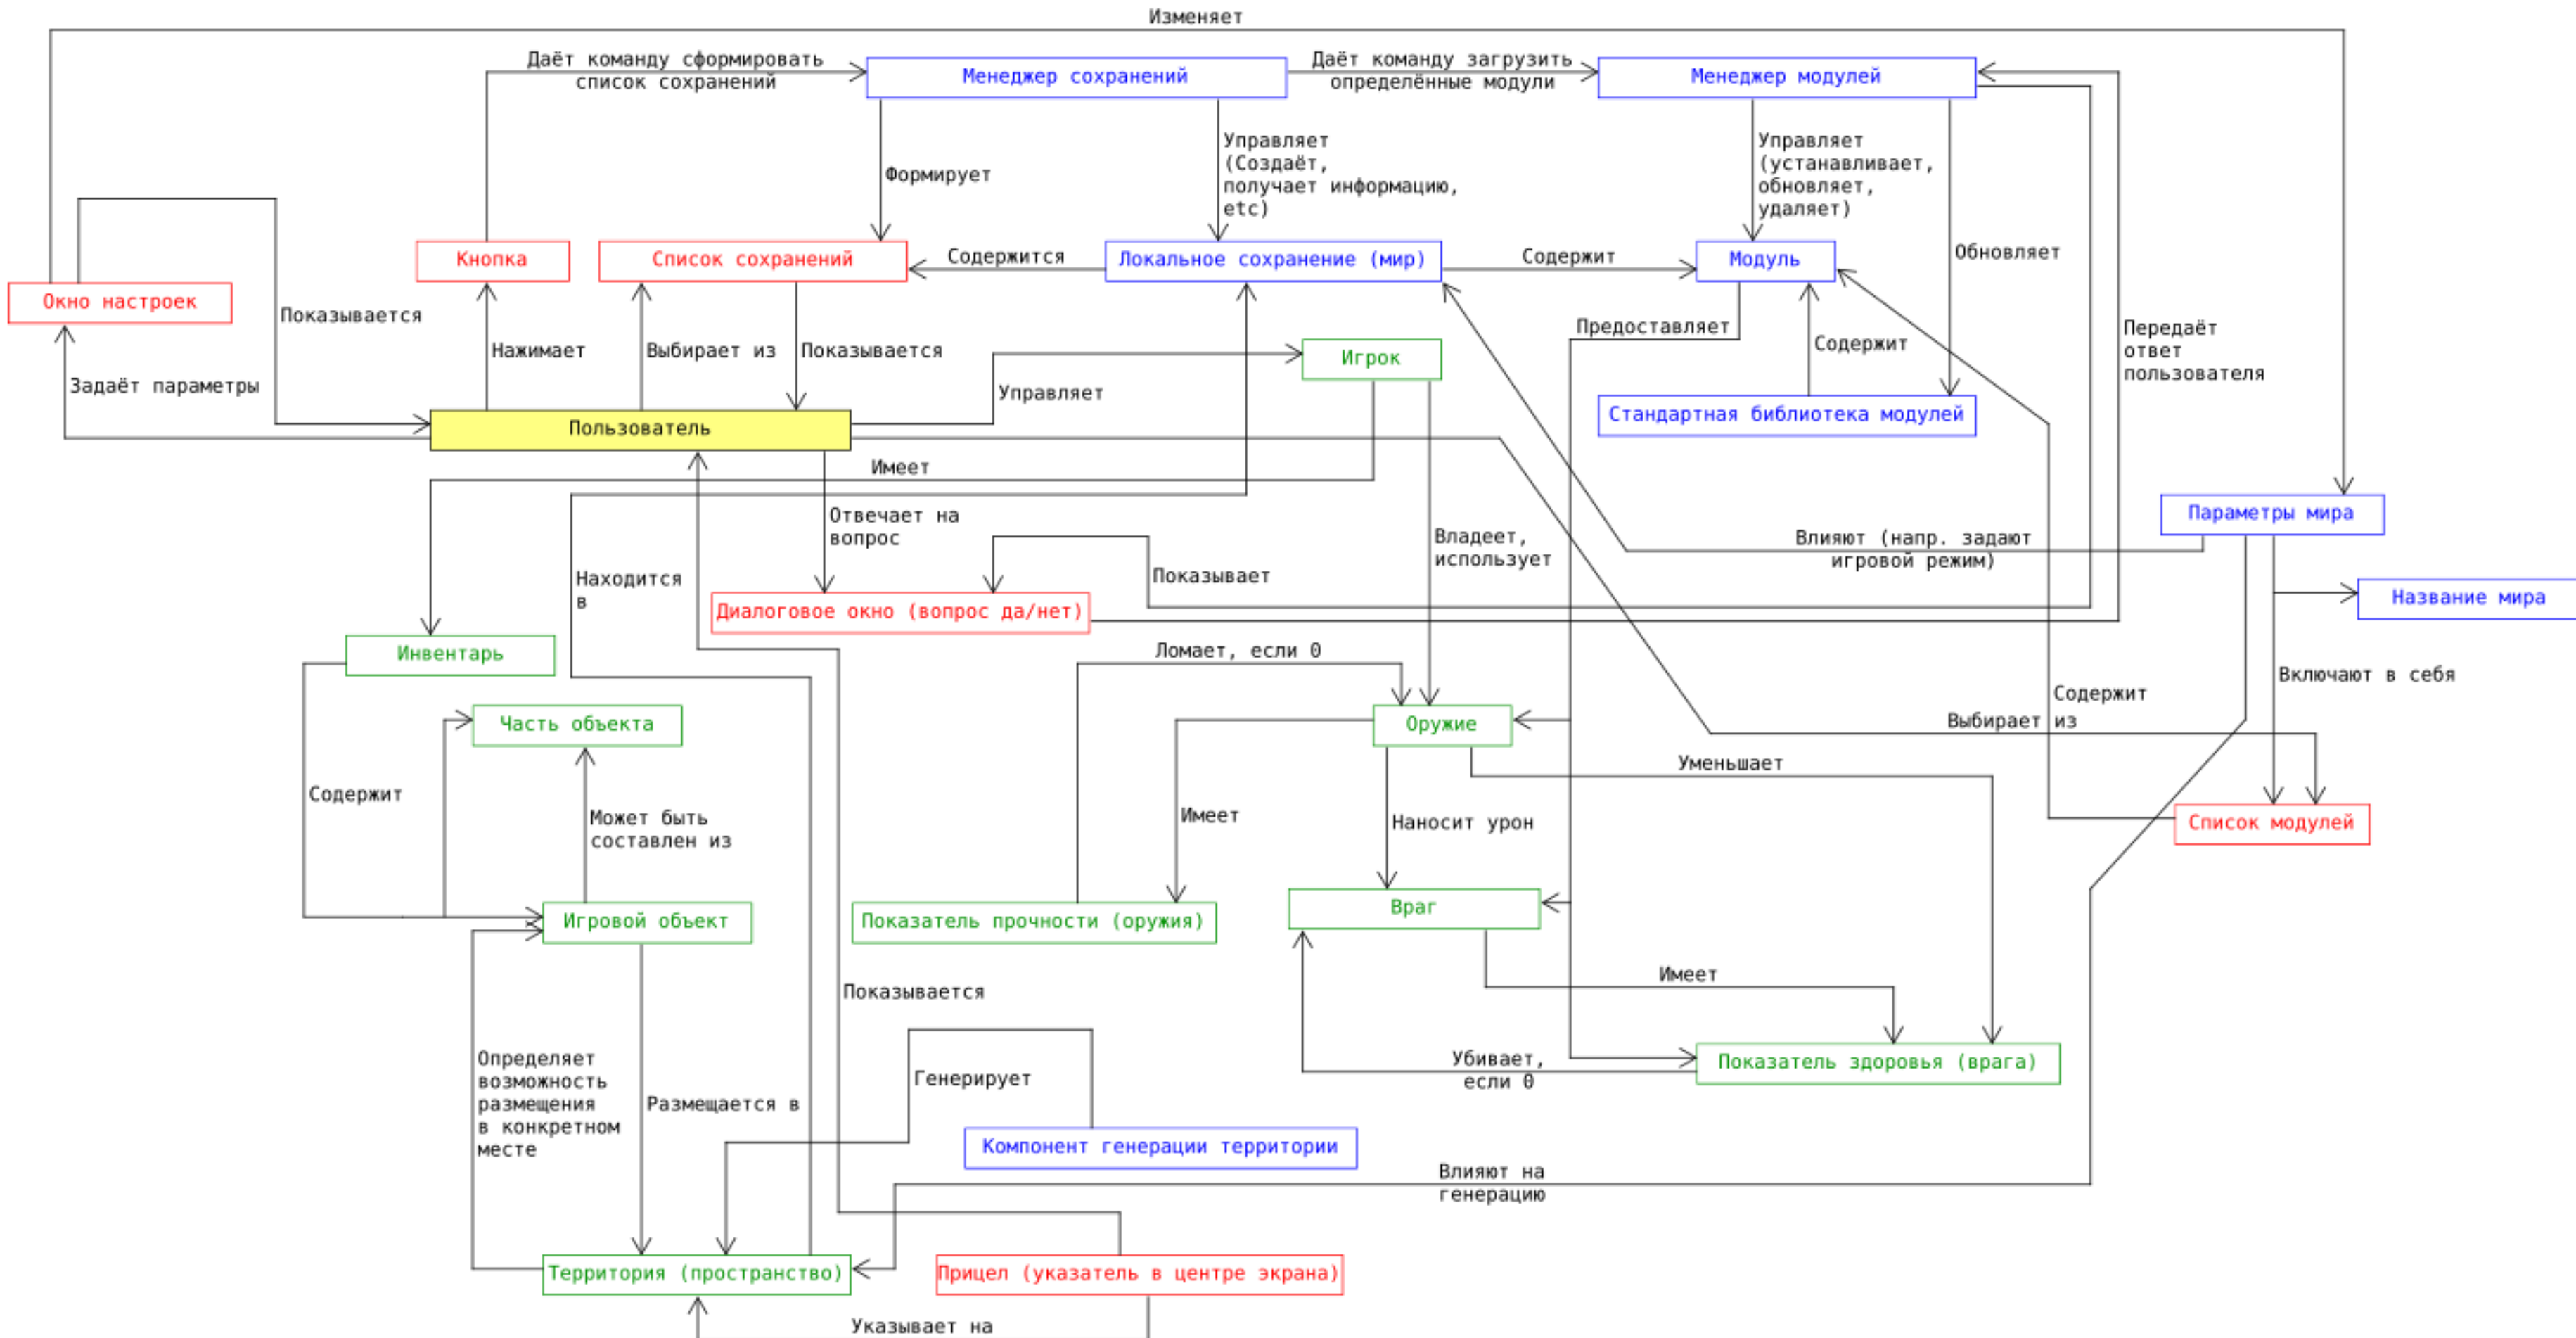 Изменяет
Даёт команду сформировать
список сохранений
Менеджер сохранений
Даёт команду загрузить
определённые модули
Менеджер модулей
Формирует
Управляет
(Создаёт,
получает информацию,
etc)
Управляет
(устанавливает,
обновляет,
удаляет)
Обновляет
Кнопка
Список сохранений
Содержится
Локальное сохранение (мир)
Содержит
Модуль
Окно настроек
Показывается
Нажимает
Выбирает из
Показывается
Предоставляет
Содержит
Передаёт
ответ
пользователя
Игрок
Задаёт параметры
Управляет
Стандартная библиотека модулей
Пользователь
Имеет
Отвечает на
вопрос
Владеет,
использует
Параметры мира
Влияют (напр. задают
игровой режим)
Находится
в
Показывает
Название мира
Диалоговое окно (вопрос да/нет)
Инвентарь
Ломает, если 0
Включают в себя
Содержит
Часть объекта
Оружие
Выбирает из
Уменьшает
Содержит
Может быть
составлен из
Имеет
Наносит урон
Список модулей
Игровой объект
Показатель прочности (оружия)
Враг
Имеет
Показывается
Определяет
возможность
размещения
в конкретном
месте
Размещается в
Генерирует
Убивает,
если 0
Показатель здоровья (врага)
Компонент генерации территории
Влияют на
генерацию
Территория (пространство)
Прицел (указатель в центре экрана)
Указывает на